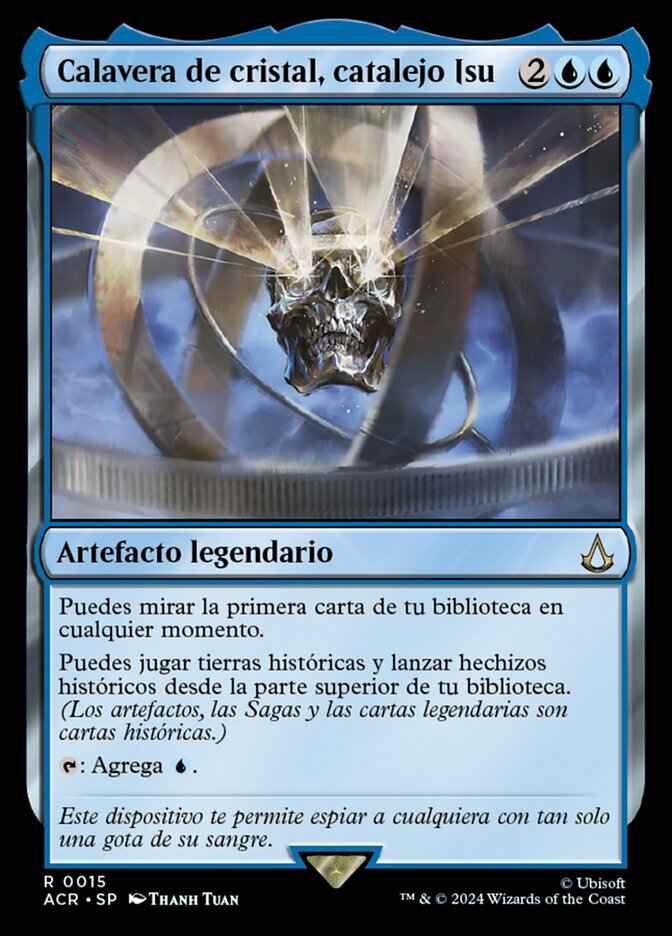 Calavera de cristal, catalejo Isu 2
Artefacto legendario
Puedes mirar la primera carta de tu biblioteca en
cualquier momento.
Puedes jugar tierras históricas y lanzar hechizos
históricos desde la parte superior de tu biblioteca.
(Los artefactos, las Sagas y las cartas legendarias son
cartas históricas.)
: Agrega .
Este dispositivo te permite espiar a cualquiera con tan solo
una gota de su sangre.
R 0015
ACR • SP Thanh Tuan
© Ubisoft
™ & © 2024 Wizards of the Coast